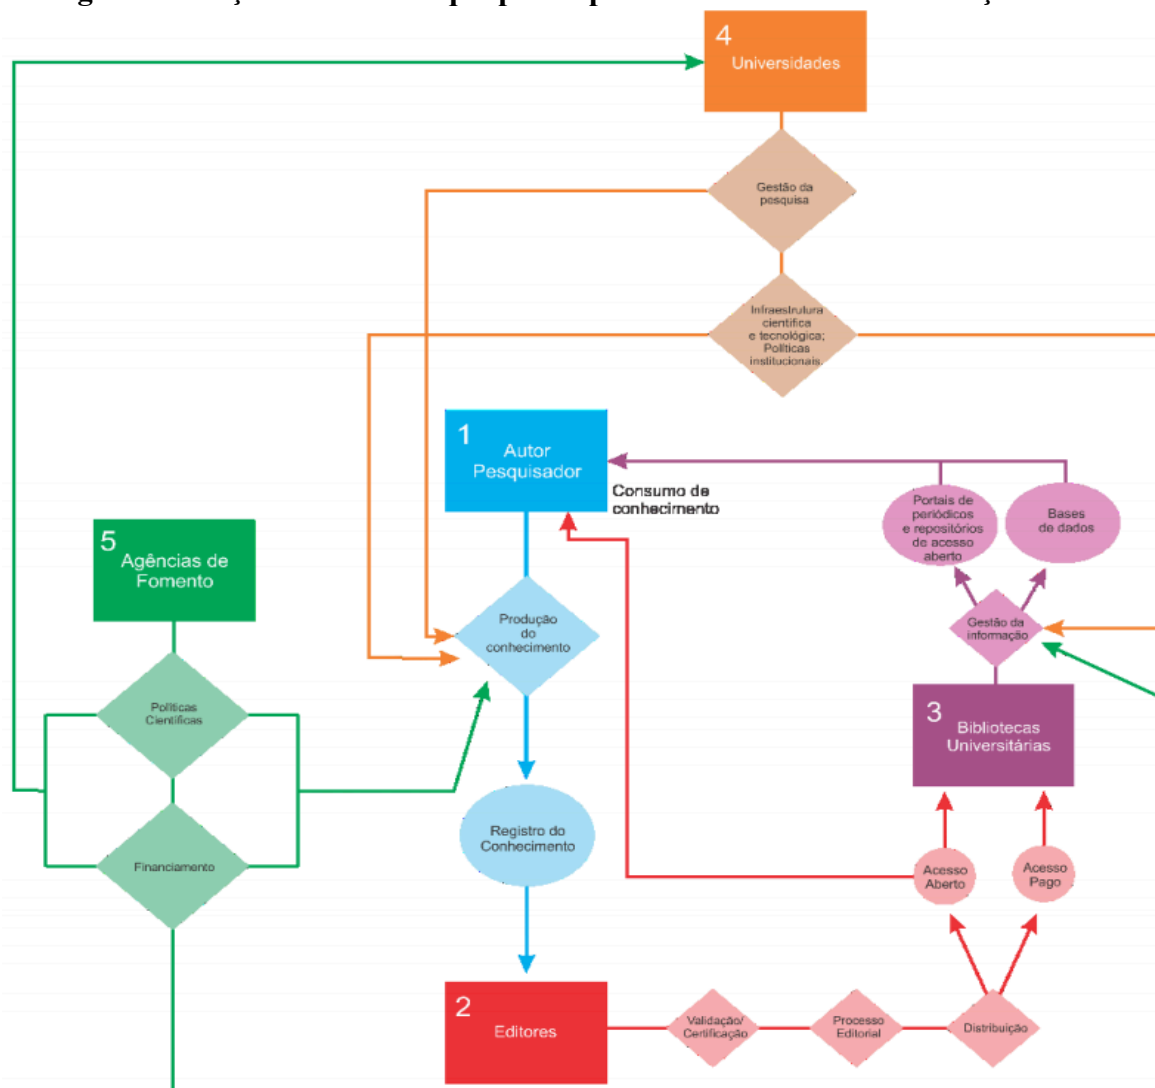 4
Universidades
Gestão da
pesquisa
Infraestrutura
científica
e tecnológica;
Políticas
institucionais.
1
Autor
Pesquisador
Consumo de
conhecimento
Portais de
periódicos
e repositórios
de acesso
aberto
Bases
de dados
5
Agências de
Fomento
Produção
do
conhecimento
Gestão da
informação
Políticas
Científicas
3
Bibliotecas
Universitárias
Registro do
Conhecimento
Financiamento
Acesso
Aberto
Acesso
Pago
2
Editores
Validação/
Certificação
Processo
Editorial
Distribuição